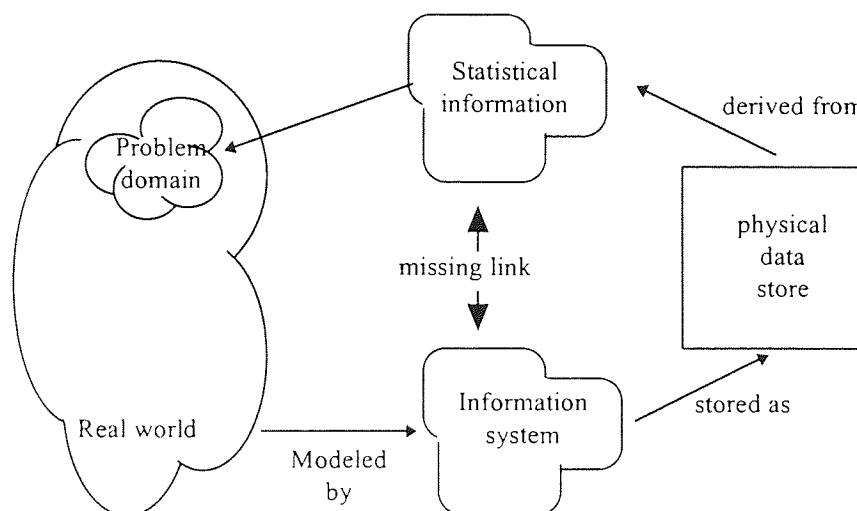 Statistical
information
derived from
Problem
domain
physical
data
store
missing link
Information
system
stored as
Real world
Modeled
by